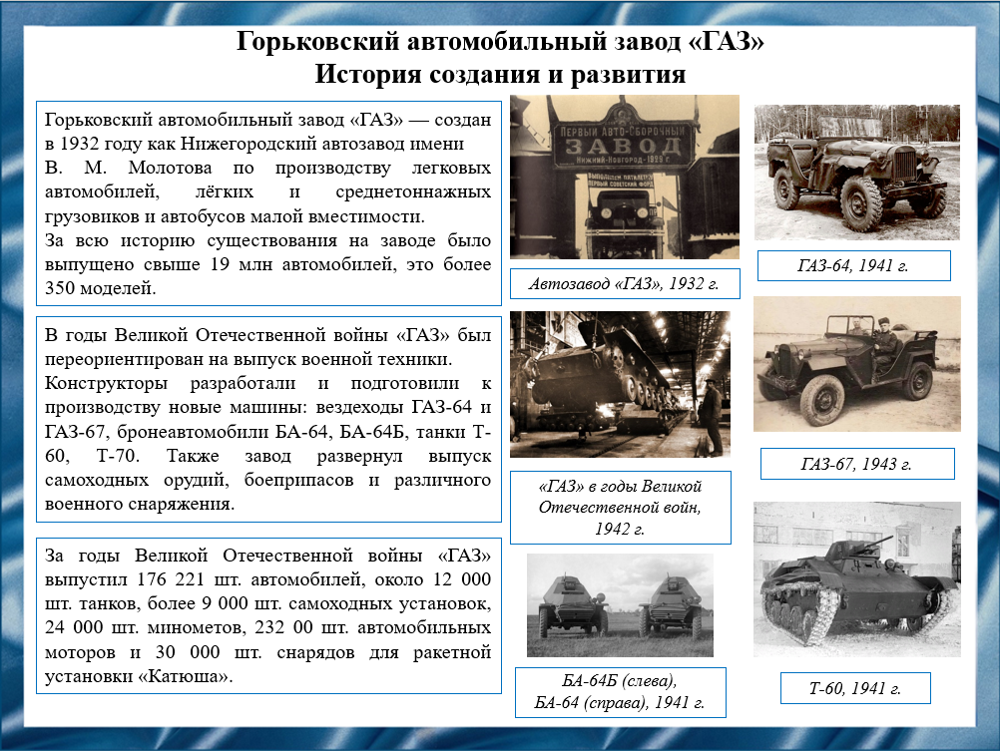 Горьковский автомобильный завод «ГАЗ»
История создания и развития
Горьковский автомобильный завод «ГАЗ» — создан
в 1932 году как Нижегородский автозавод имени
В. М. Молотова по производству легковых
автомобилей, лёгких и среднетоннажных
грузовиков и автобусов малой вместимости.
За всю историю существования на заводе было
выпущено свыше 19 млн автомобилей, это более
350 моделей.
В годы Великой Отечественной войны «ГАЗ» был
переориентирован на выпуск военной техники.
Конструкторы разработали и подготовили к
производству новые машины: вездеходы ГАЗ-64 и
ГАЗ-67, бронеавтомобили БА-64, БА-64Б, танки Т-
60, Т-70. Также завод развернул выпуск
самоходных орудий, боеприпасов и различного
военного снаряжения.
За годы Великой Отечественной войны «ГАЗ»
выпустил 176 221 шт. автомобилей, около 12 000
шт. танков, более 9 000 шт. самоходных установок,
24 000 шт. минометов, 232 00 шт. автомобильных
моторов и 30 000 шт. снарядов для ракетной
установки «Катюша».
Первый Авто-Сборочный
ЗАВОД
Нижний-Новгород-1929 г.
ВЫПОЛНЕМ ПЯТИЛЕТКУ
ПЕРВЫЙ СОВЕТСКИЙ ФОРД
Автозавод «ГАЗ», 1932 г.
«ГАЗ» в годы Великой
Отечественной войн,
1942 г.
БА-64Б (слева),
БА-64 (справа), 1941 г.
ГАЗ-64, 1941 г.
ГАЗ-67, 1943 г.
Т-60, 1941 г.